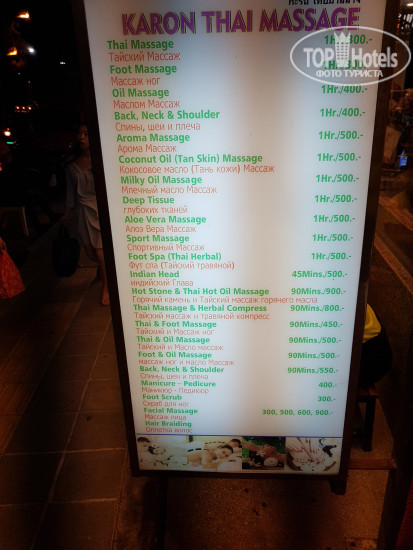 KARON THAI MASSAGE
Thai Massage 1Hr./300.-
Тайский Массаж
Foot Massage
Массаж ног
Oil Massage 1Hr./400.-
Маслом Массаж
Back, Neck & Shoulder 1Hr./400.-
Спины, шеи и плеча
Aroma Massage 1Hr./500.-
Арома Массаж
Coconut Oil (Tan Skin) Massage 1Hr./500.-
Кокосовое масло (Тань кожи) Массаж
Milky Oil Massage 1Hr./500.-
Млечный масло Массаж
Deep Tissue 1Hr./500.-
глубоких тканей
Aloe Vera Massage 1Hr./500.-
Алоэ Вера Массаж
Sport Massage 1Hr./500.-
Спортивный Массаж
Foot Spa (Thai Herbal) 1Hr./500.-
Фут спа (Тайский травяной)
Indian Head 45Mins./500.-
индийский Глава
Hot Stone & Thai Hot Oil Massage 90Mins./900.-
Горячий камень и Тайский массаж горячего масла
Thai Massage & Herbal Compress 90Mins./800.-
Тайский массаж и травяной компресс
Thai & Foot Massage 90Mins./450.-
Тайский и Массаж ног
Thai & Oil Massage 90Mins./500.-
Тайский и Масло массаж
Foot & Oil Massage 90Mins./500.-
массаж ног и масло Массаж
Back, Neck & Shoulder 90Mins./550.-
Спины, шеи и плеча
Manicure - Pedicure 400.-
Маникюр - Педикюр
Foot Scrub 300.-
Скраб для ног
Facial Massage 300, 500, 600, 900.-
Массаж лица
Hair Braiding
Оплетка волос
TOP Hotels
ФОТО ТУРИСТА